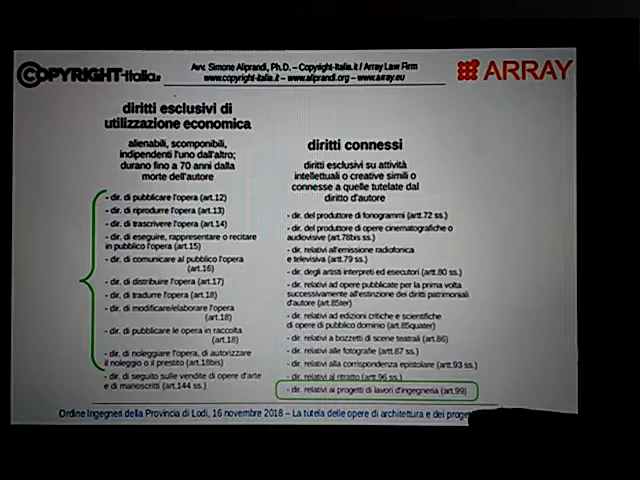 COPYRIGHT-italia.it
Avv. Simone Aliprandi, Ph.D. – Copyright-Italia.it / Array Law Firm
www.copyright-italia.it – www.aliprandi.org – www.array.eu
ARRAY
diritti esclusivi di
utilizzazione economica
alienabili, scomponibili,
indipendenti l'uno dall'altro;
durano fino a 70 anni dalla
morte dell'autore
- dir. di pubblicare l'opera (art.12)
- dir. di riprodurre l'opera (art.13)
- dir. di trascrivere l'opera (art.14)
- dir. di eseguire, rappresentare o recitare
in pubblico l'opera (art.15)
- dir. di comunicare al pubblico l'opera
(art.16)
- dir. di distribuire l'opera (art.17)
- dir. di tradurre l'opera (art.18)
- dir. di modificare/elaborare l'opera
(art.18)
- dir. di pubblicare le opere in raccolta
(art.18)
- dir. di noleggiare l'opera, di autorizzare
il noleggio o il prestito (art.18bis)
- dir. di seguito sulle vendite di opere d'arte
e di manoscritti (art.144 ss.)
diritti connessi
diritti esclusivi su attività
intellettuali o creative simili o
connesse a quelle tutelate dal
diritto d'autore
- dir. del produttore di fonogrammi (artt.72 ss.)
- dir. del produttore di opere cinematografiche o
audiovisive (art.78bis ss.)
- dir. relativi all'emissione radiofonica
e televisiva (artt.79 ss.)
- dir. degli artisti interpreti ed esecutori (artt.80 ss.)
- dir. relativi ad opere pubblicate per la prima volta
successivamente all'estinzione dei diritti patrimoniali
d'autore (art.85ter)
- dir. relativi ad edizioni critiche e scientifiche
di opere di pubblico dominio (art.85quater)
- dir. relativi a bozzetti di scene teatrali (art.86)
- dir. relativi alle fotografie (artt.87 ss.)
- dir. relativi alla corrispondenza epistolare (artt.93 ss.)
- dir. relativi al ritratto (artt.96 ss.)
- dir. relativi ai progetti di lavori d'ingegneria (art.99)
Ordine Ingegneri della Provincia di Lodi, 16 novembre 2018 – La tutela delle opere di architettura e dei